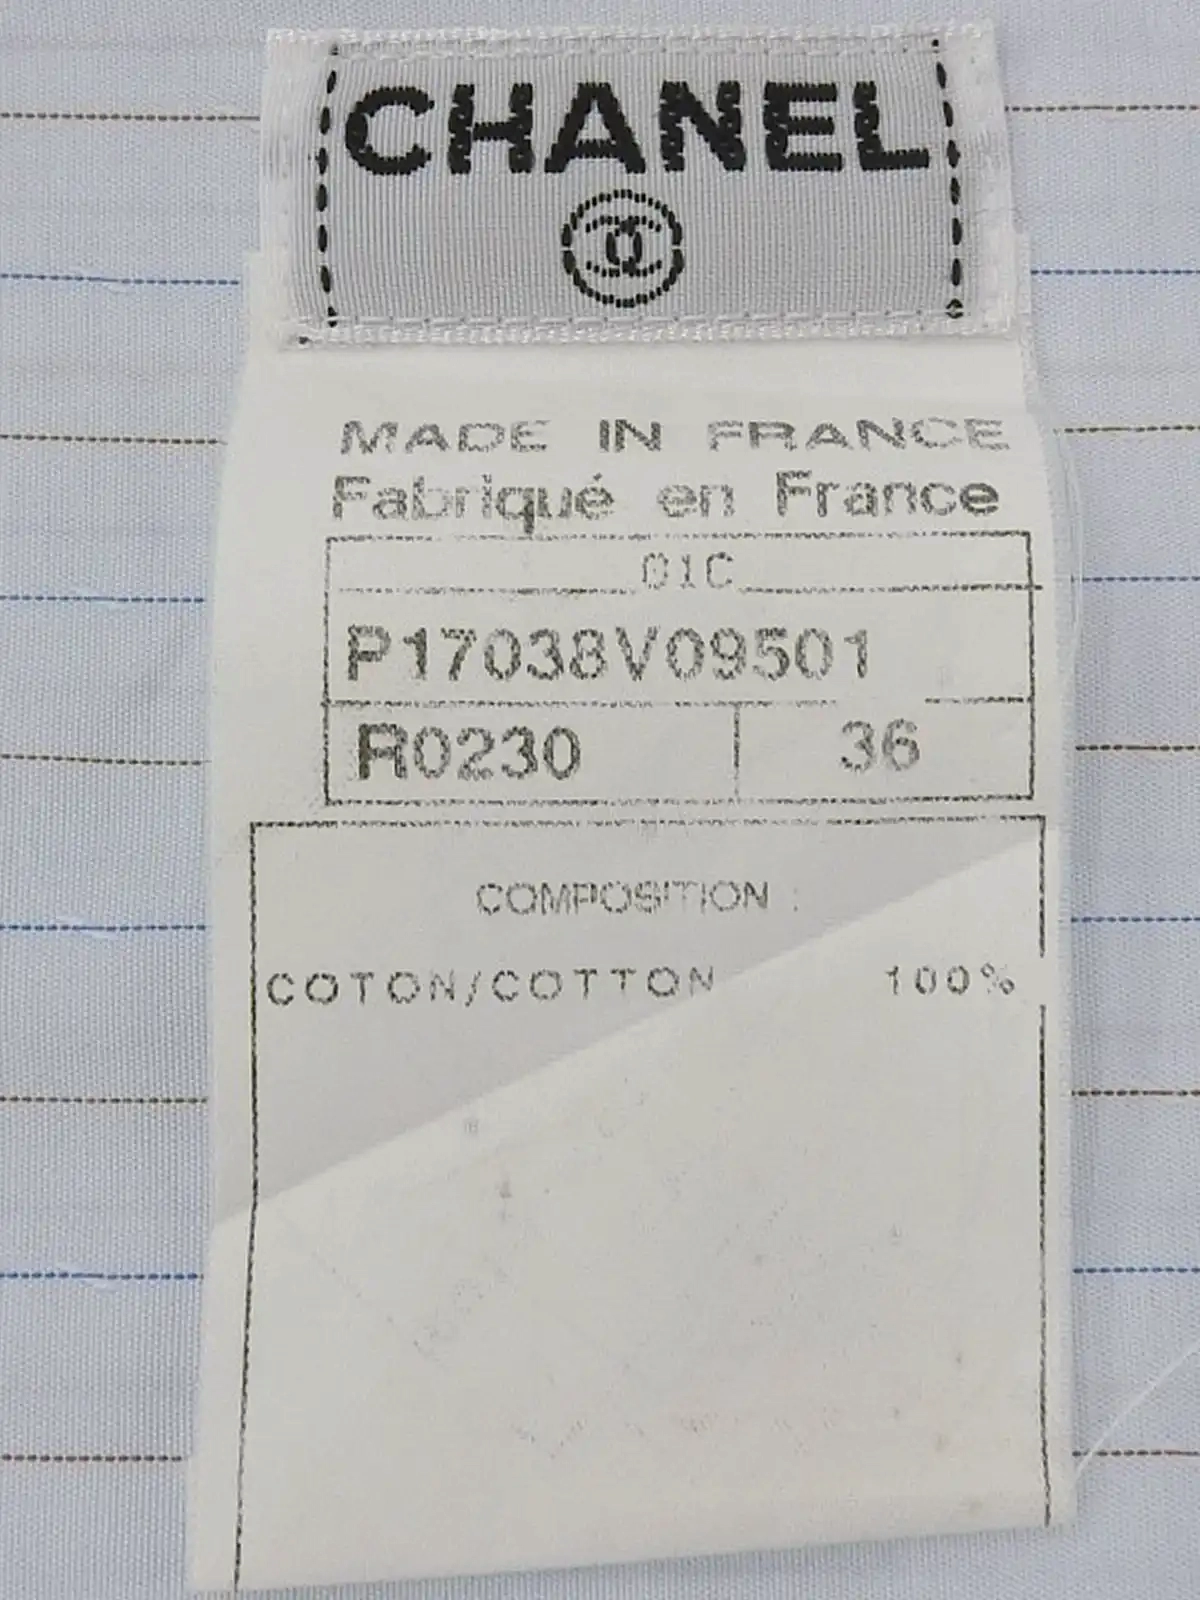 CHANEL
MADE IN FRANCE
Fabriqué en France
01C
P17038V09501
R0230 36
COMPOSITION :
COTON/COTTON 100%